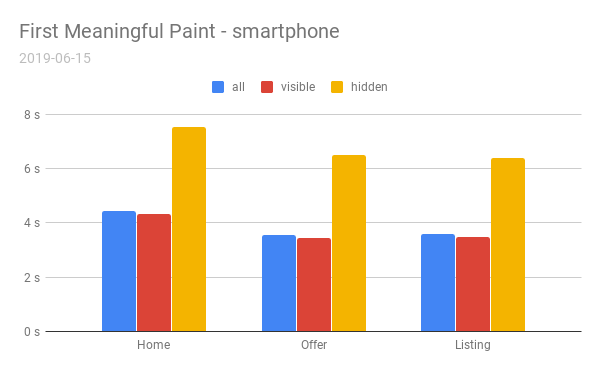 First Meaningful Paint - smartphone
2019-06-15
all visible hidden
8 s
6 s
4 s
2 s
0 s
Home Offer Listing